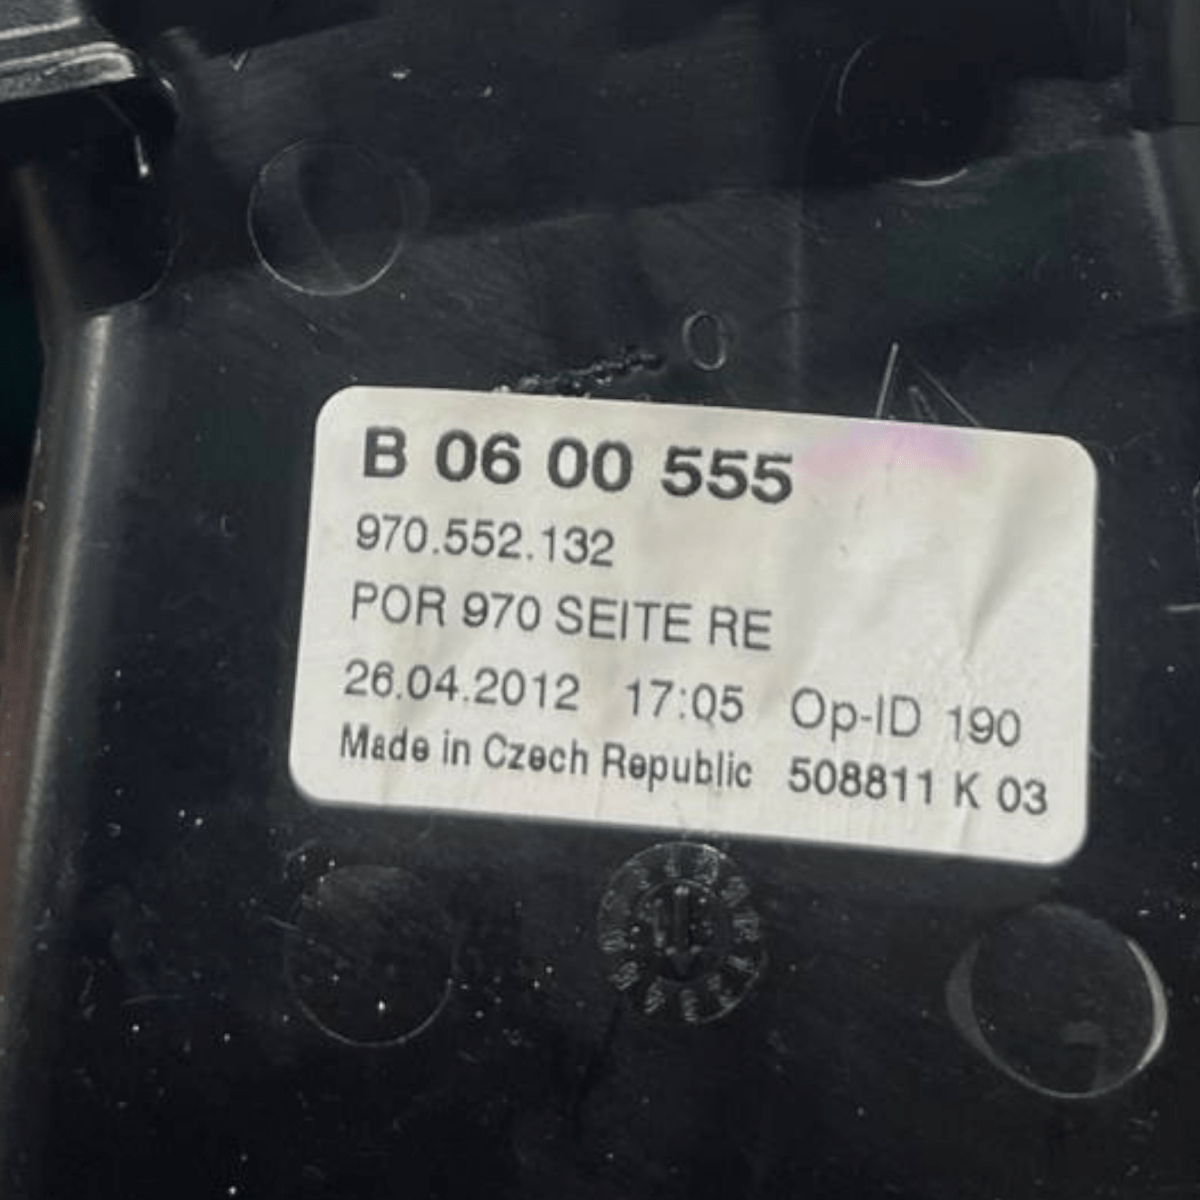 B 06 00 555
970.552.132
POR 970 SEITE RE
26.04.2012 17:05 Op-ID 190
Made in Czech Republic 508811 K 03